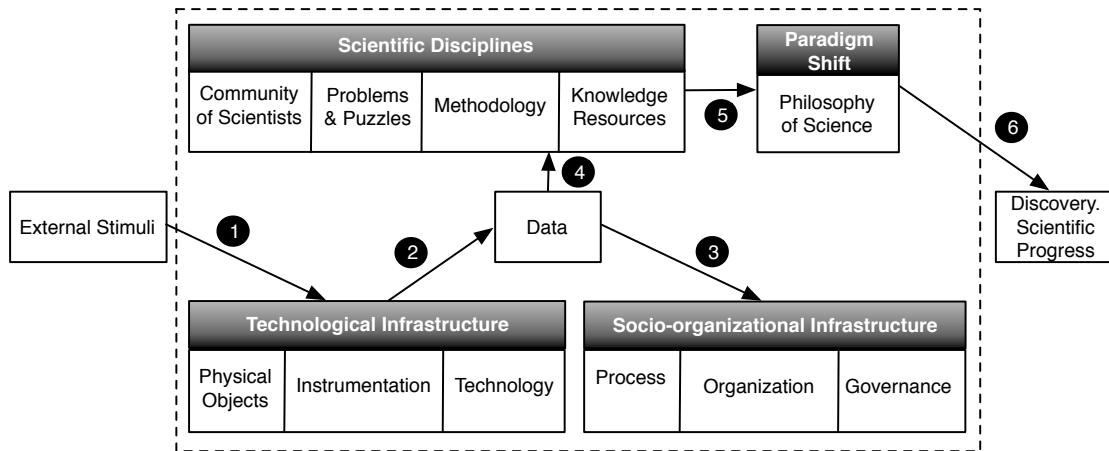 Scientific Disciplines
Community
of Scientists
Problems
& Puzzles
Methodology
Knowledge
Resources
Paradigm
Shift
Philosophy
of Science
5
6
4
External Stimuli
1
2
Data
3
Discovery.
Scientific
Progress
Technological Infrastructure
Physical
Objects
Instrumentation
Technology
Socio-organizational Infrastructure
Process
Organization
Governance